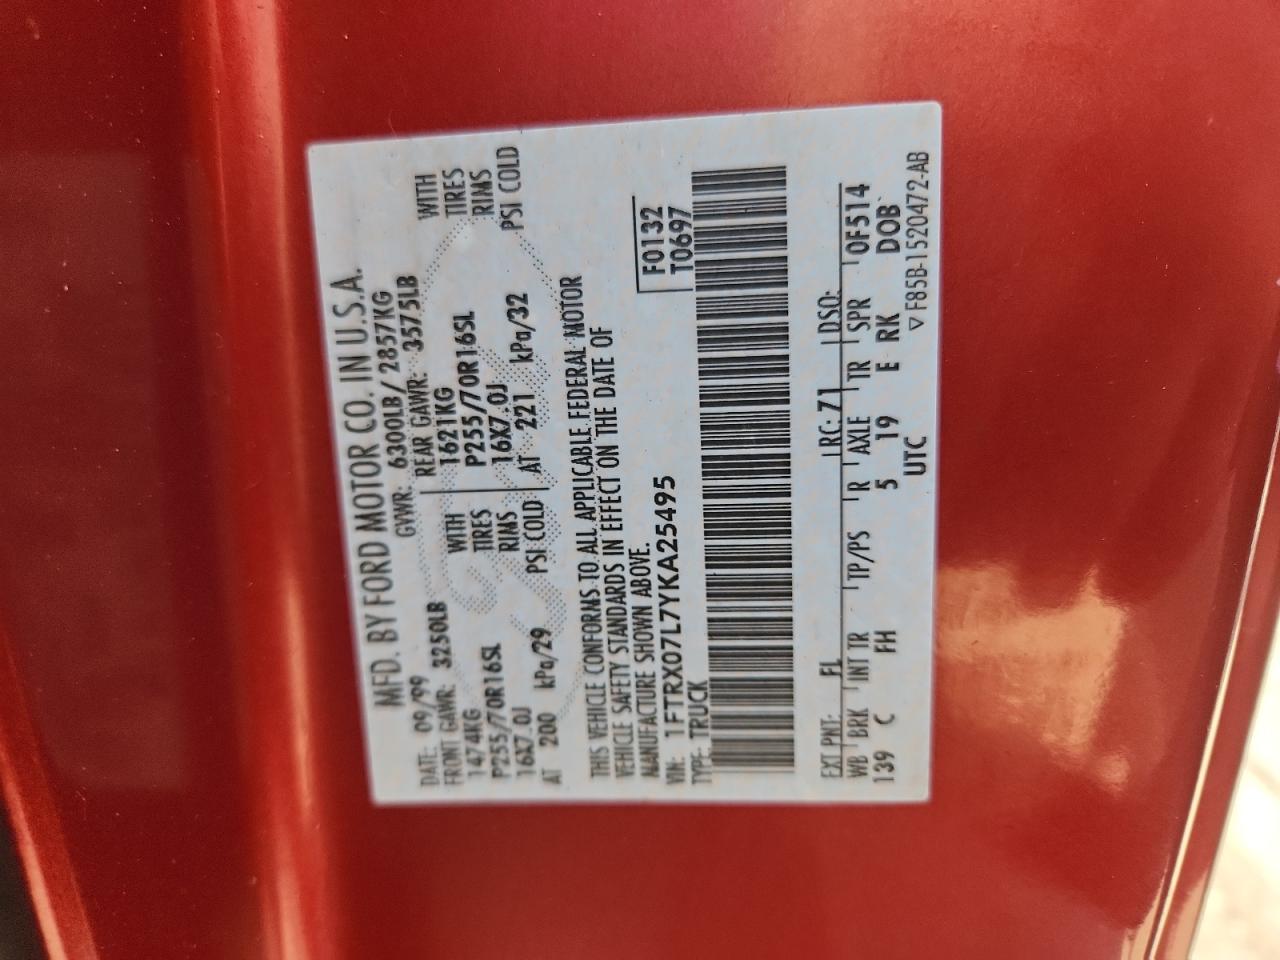 MFD. BY FORD MOTOR CO. IN U.S.A.
DATE: 09/99 GVWR: 6300LB/ 2857KG
FRONT GAWR: 3250LB REAR GAWR: 3575LB
1474KG WITH 1621KG WITH
P255/70R16SL TIRES P255/70R16SL TIRES
16X7.0J RIMS 16X7.0J RIMS
AT 200 kPa/29 PSI COLD AT 221 kPa/32 PSI COLD
THIS VEHICLE CONFORMS TO ALL APPLICABLE FEDERAL MOTOR
VEHICLE SAFETY STANDARDS IN EFFECT ON THE DATE OF
MANUFACTURE SHOWN ABOVE.
F0132
T0697
VIN: 1FTRX07L7YKA25495
TYPE: TRUCK
EXT PNT: FL RC: 71 DSO:
WB BRK INT TR TP/PS R AXLE TR SPR 0F514
139 C FH 5 19 E RK DOB
UTC
▽ F85B-1520472-AB